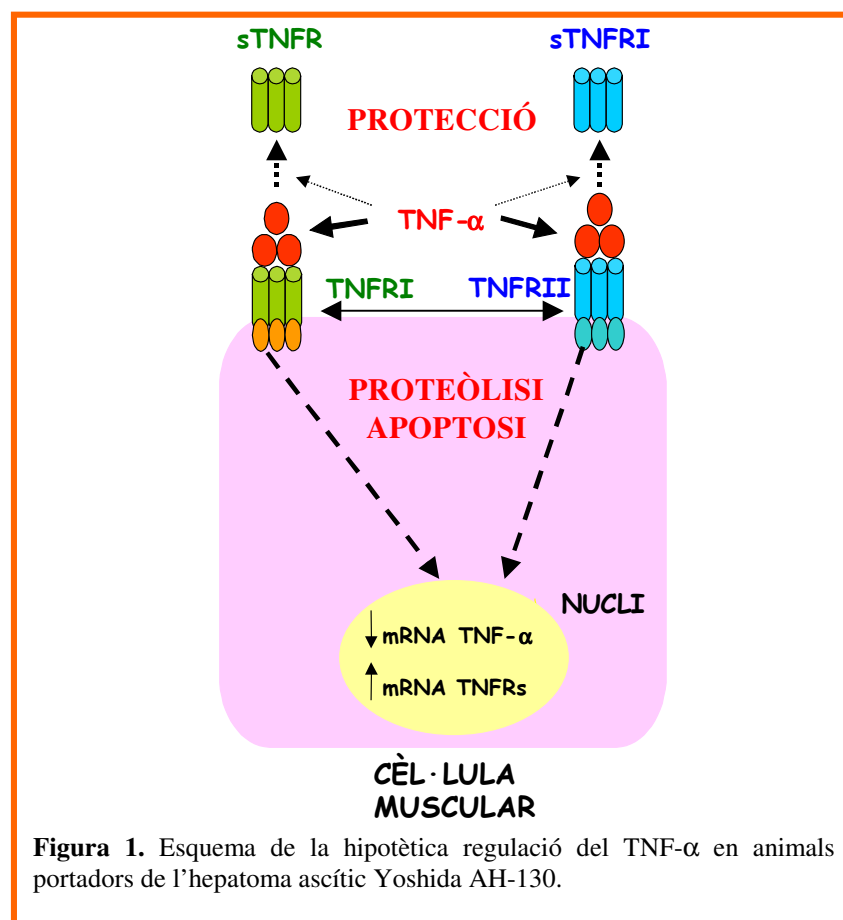 sTNFR
sTNFRI
PROTECCIÓ
TNF-α
TNFRI
TNFRII
PROTEÒLISI
APOPTOSI
NUCLI
↓ mRNA TNF-α
↑ mRNA TNFRs
CÈL·LULA
MUSCULAR
Figura 1. Esquema de la hipotètica regulació del TNF-α en animals
portadors de l'hepatoma ascític Yoshida AH-130.